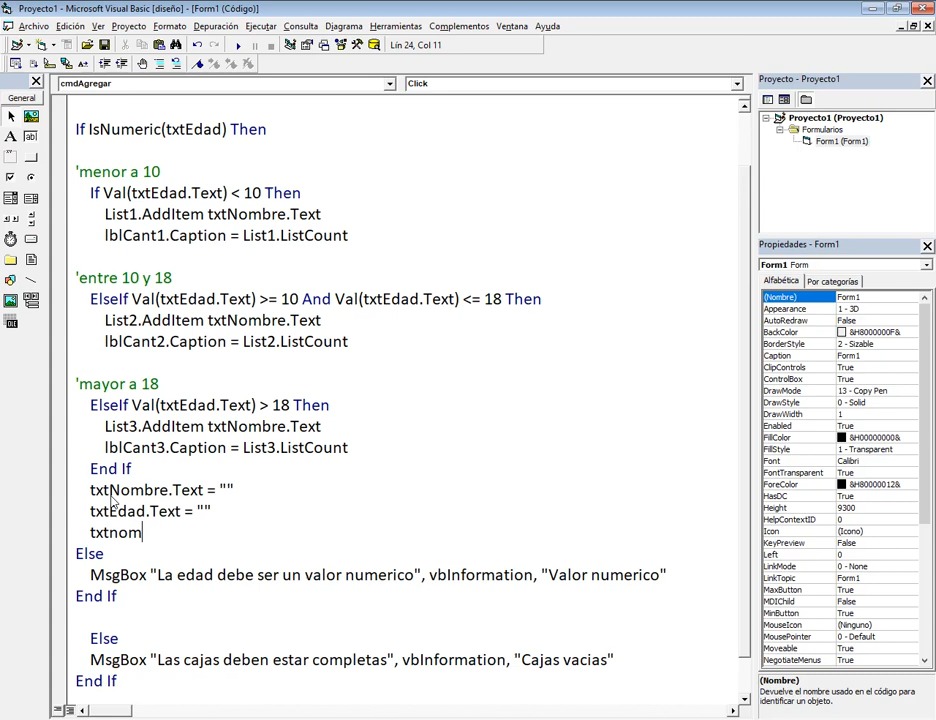 Proyecto1 - Microsoft Visual Basic [diseño] - [Form1 (Código)]
Archivo Edición Ver Proyecto Formato Depuración Ejecutar Consulta Diagrama Herramientas Complementos Ventana Ayuda
Lín 24, Col 11
General
cmdAgregar
Click
If IsNumeric(txtEdad) Then
'menor a 10
If Val(txtEdad.Text) < 10 Then
List1.AddItem txtNombre.Text
lblCant1.Caption = List1.ListCount
'entre 10 y 18
ElseIf Val(txtEdad.Text) >= 10 And Val(txtEdad.Text) <= 18 Then
List2.AddItem txtNombre.Text
lblCant2.Caption = List2.ListCount
'mayor a 18
ElseIf Val(txtEdad.Text) > 18 Then
List3.AddItem txtNombre.Text
lblCant3.Caption = List3.ListCount
End If
txtNombre.Text = ""
txtEdad.Text = ""
txtnom
Else
MsgBox "La edad debe ser un valor numerico", vbInformation, "Valor numerico"
End If
Else
MsgBox "Las cajas deben estar completas", vbInformation, "Cajas vacias"
End If
Proyecto - Proyecto1
Proyecto1 (Proyecto1)
Formularios
Form1 (Form1)
Propiedades - Form1
Form1 Form
Alfabética Por categorías
(Nombre) Form1
Appearance 1 - 3D
AutoRedraw False
BackColor &H8000000F&
BorderStyle 2 - Sizable
Caption Form1
ClipControls True
ControlBox True
DrawMode 13 - Copy Pen
DrawStyle 0 - Solid
DrawWidth 1
Enabled True
FillColor &H00000000&
FillStyle 1 - Transparent
Font Calibri
FontTransparent True
ForeColor &H80000012&
HasDC True
Height 9300
HelpContextID 0
Icon (Icono)
KeyPreview False
Left 0
LinkMode 0 - None
LinkTopic Form1
MaxButton True
MDIChild False
MinButton True
MouseIcon (Ninguno)
MousePointer 0 - Default
Moveable True
NegotiateMenus True
(Nombre)
Devuelve el nombre usado en el código para
identificar un objeto.